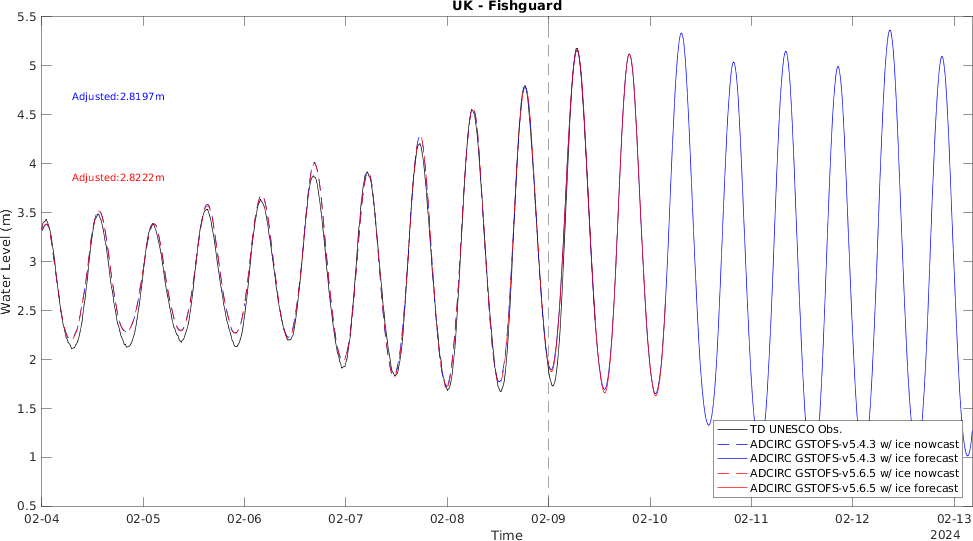 UK - Fishguard
5.5
5
4.5
4
3.5
3
2.5
2
1.5
1
0.5
Water Level (m)
Adjusted:2.8197m
Adjusted:2.8222m
TD UNESCO Obs.
ADCIRC GSTOFS-v5.4.3 w/ ice nowcast
ADCIRC GSTOFS-v5.4.3 w/ ice forecast
ADCIRC GSTOFS-v5.6.5 w/ ice nowcast
ADCIRC GSTOFS-v5.6.5 w/ ice forecast
02-04 02-05 02-06 02-07 02-08 02-09 02-10 02-11 02-12 02-13
Time
2024